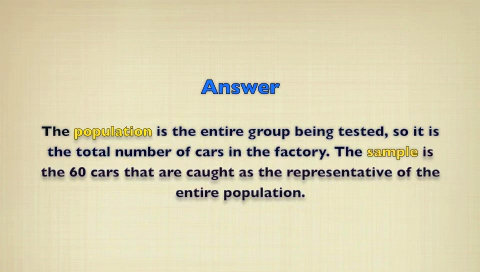 Answer
The population is the entire group being tested, so it is
the total number of cars in the factory. The sample is
the 60 cars that are caught as the representative of the
entire population.